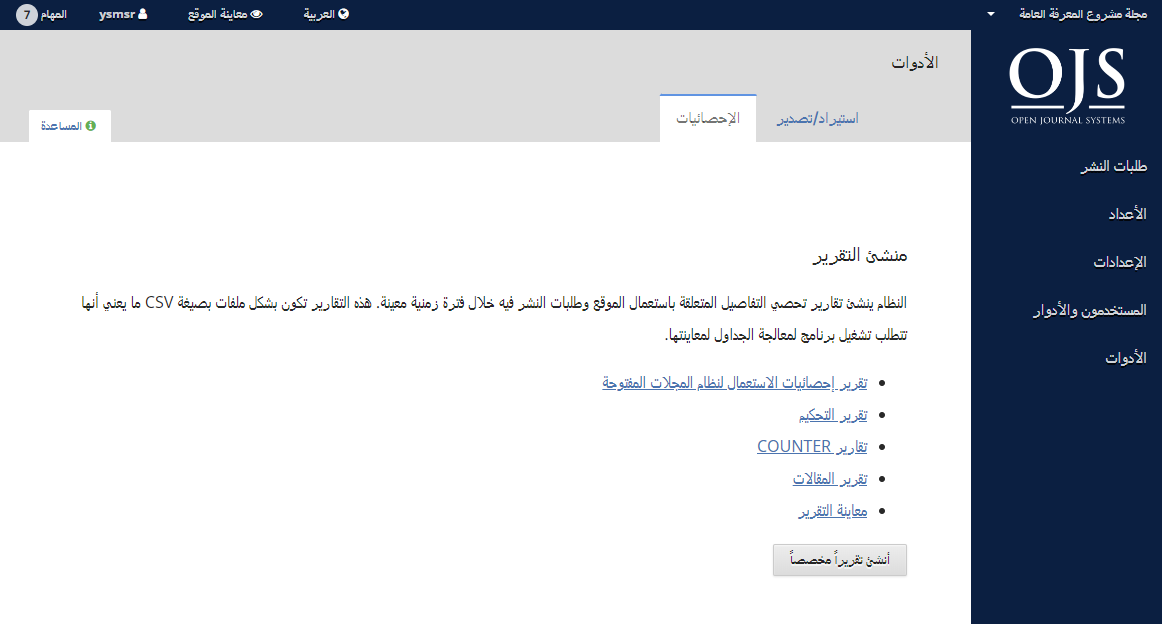 مجلة مشروع المعرفة العامة
العربية
معاينة الموقع
ysmsr
المهام 7
OJS
OPEN JOURNAL SYSTEMS
طلبات النشر
الأعداد
الإعدادات
المستخدمون والأدوار
الأدوات
الأدوات
استيراد/تصدير
الإحصائيات
المساعدة
منشئ التقرير
النظام ينشئ تقارير تحصي التفاصيل المتعلقة باستعمال الموقع وطلبات النشر فيه خلال فترة زمنية معينة. هذه التقارير تكون بشكل ملفات بصيغة CSV ما يعني أنها
تتطلب تشغيل برنامج لمعالجة الجداول لمعاينتها.
تقرير إحصائيات الاستعمال لنظام المجلات المفتوحة
تقرير التحكيم
تقارير COUNTER
تقرير المقالات
معاينة التقرير
أنشئ تقريراً مخصصاً